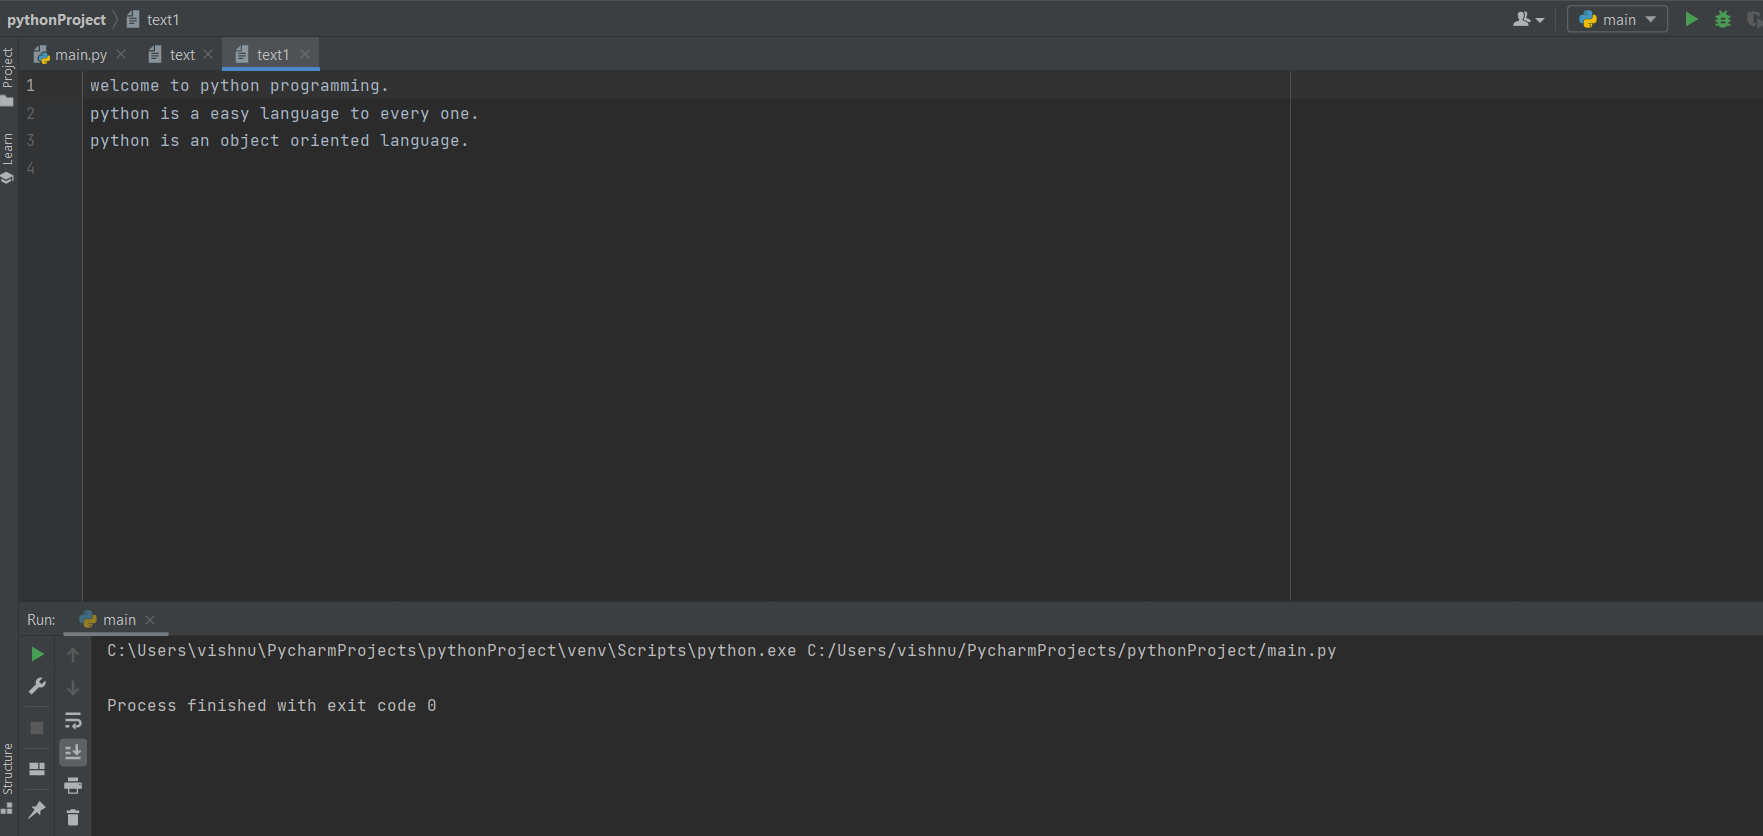 pythonProject text1
main
main.py text text1
Project
Learn
Structure
1 welcome to python programming.
2 python is a easy language to every one.
3 python is an object oriented language.
4
Run: main
C:\Users\vishnu\PycharmProjects\pythonProject\venv\Scripts\python.exe C:/Users/vishnu/PycharmProjects/pythonProject/main.py
Process finished with exit code 0